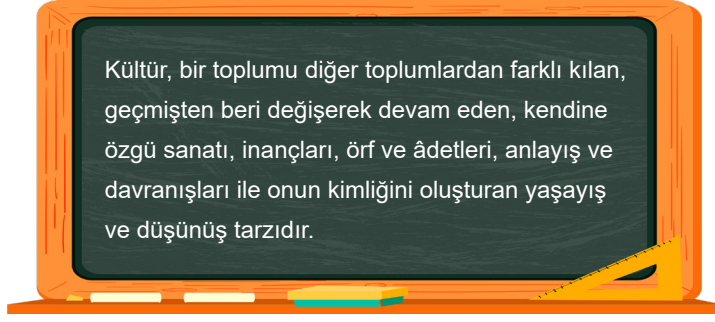 Kültür, bir toplumu diğer toplumlardan farklı kılan,
geçmişten beri değişerek devam eden, kendine
özgü sanatı, inançları, örf ve âdetleri, anlayış ve
davranışları ile onun kimliğini oluşturan yaşayış
ve düşünüş tarzıdır.